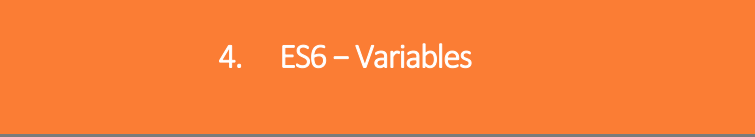 4. ES6 – Variables